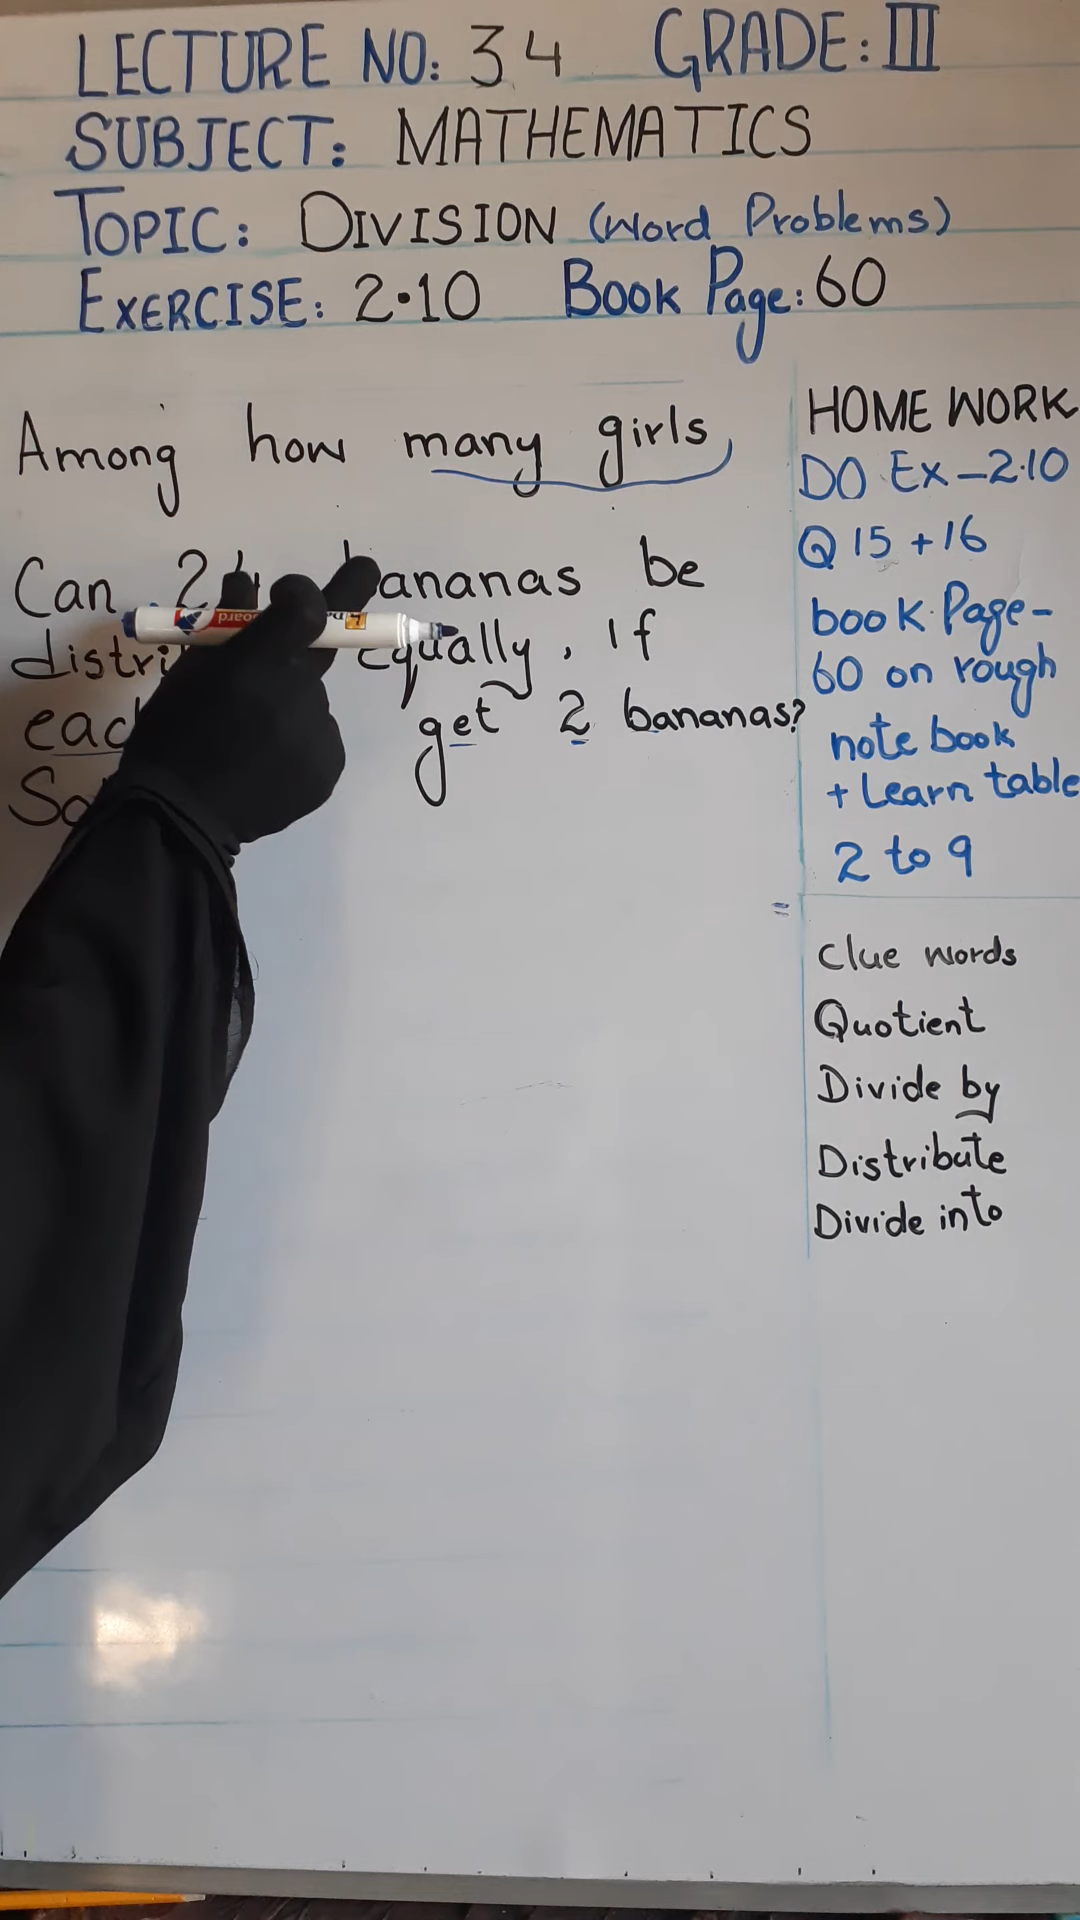 LECTURE NO: 34 GRADE: III
SUBJECT: MATHEMATICS
TOPIC: DIVISION (Word Problems)
EXERCISE: 2.10 Book Page: 60
Among how many girls
Can bananas be
equally, If
get 2 bananas?
HOME WORK
DO Ex-2.10
Q 15 + 16
book Page-
60 on rough
note book
+ Learn table
2 to 9
=
Clue words
Quotient
Divide by
Distribute
Divide into